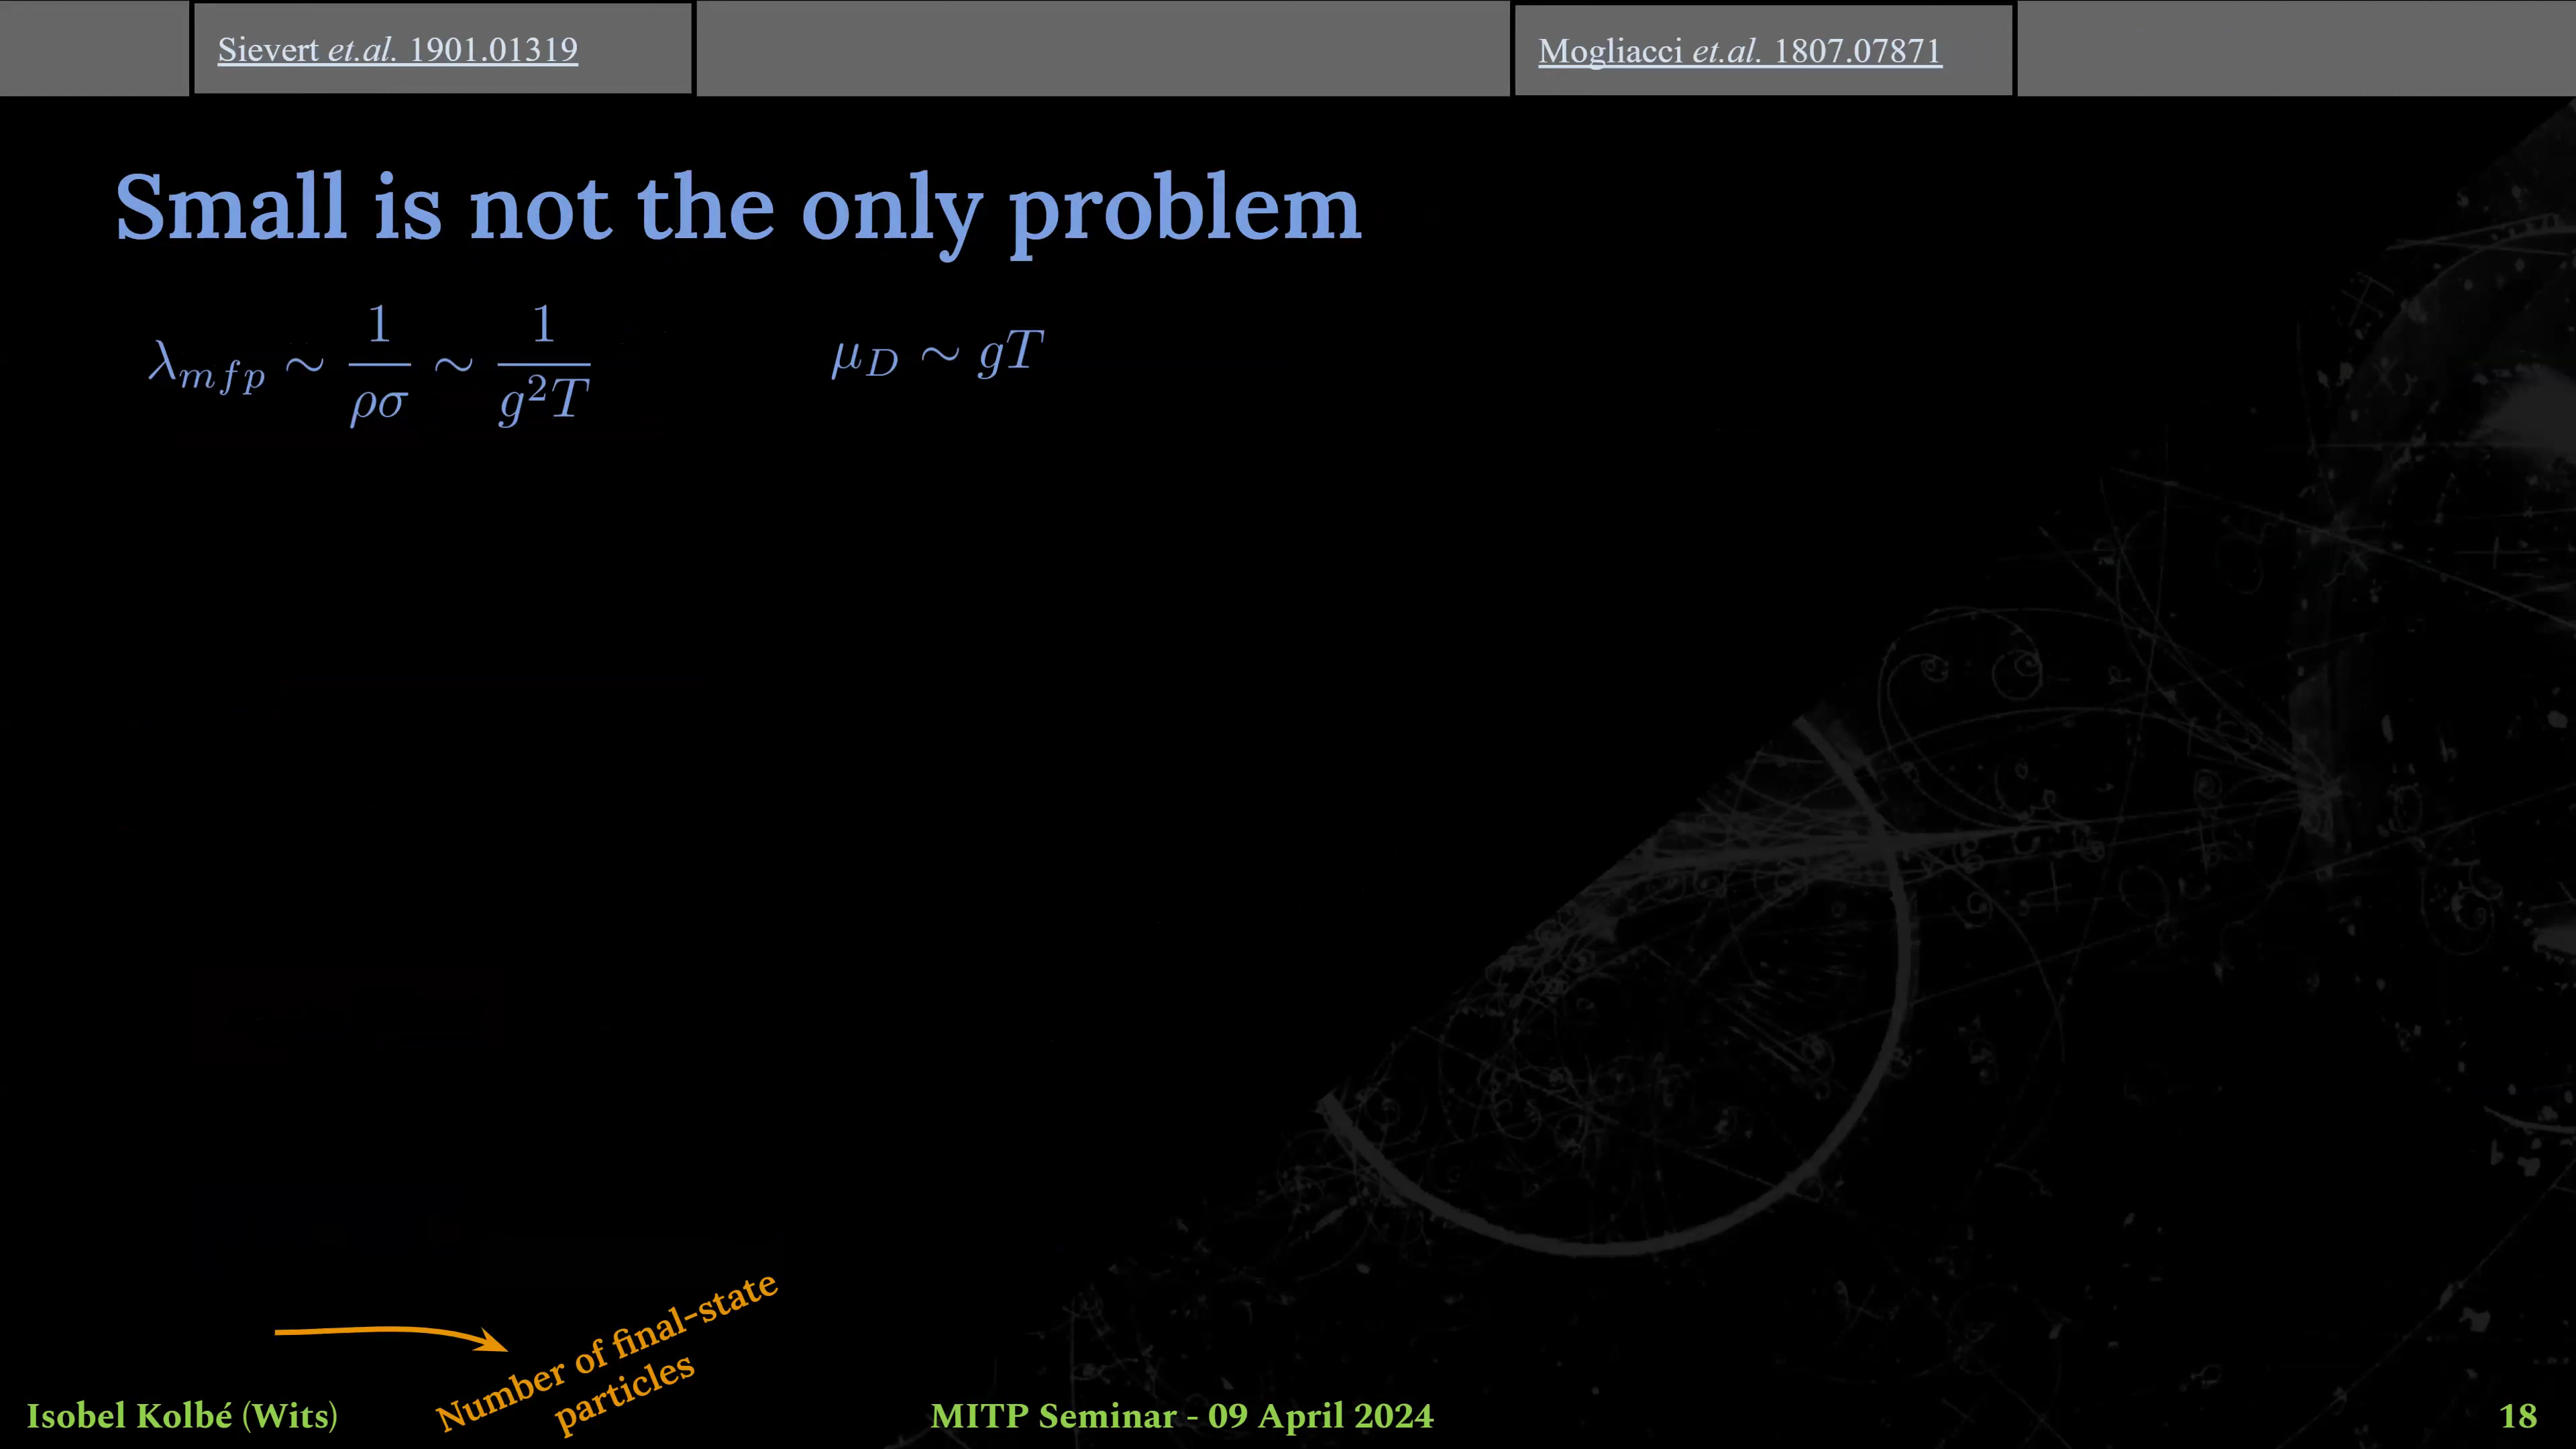 Sievert et.al. 1901.01319
Mogliacci et.al. 1807.07871
Small is not the only problem
λ_{mfp} ∼ 1/(ρσ) ∼ 1/(g²T)
μ_D ∼ gT
Number of final-state
particles
Isobel Kolbé (Wits)
MITP Seminar - 09 April 2024
18